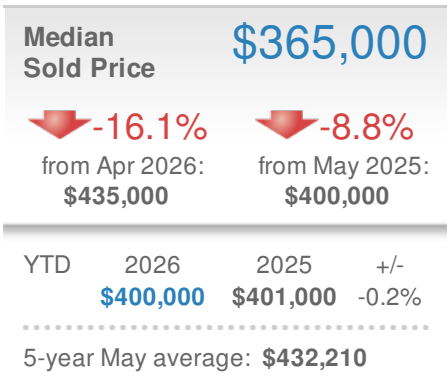 Median
Sold Price
$365,000
-16.1%
from Apr 2026:
$435,000
-8.8%
from May 2025:
$400,000
YTD 2026 2025 +/-
$400,000 $401,000 -0.2%
5-year May average: $432,210